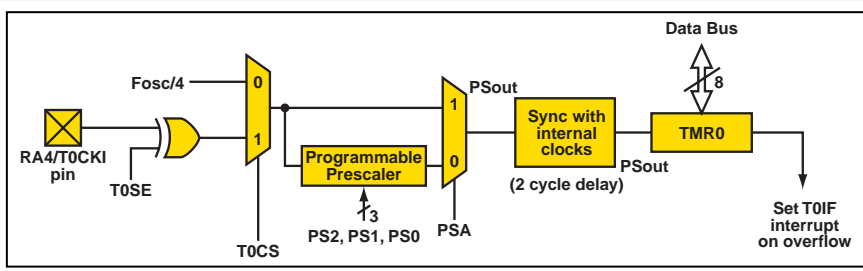 Data Bus
8
Fosc/4
0
1
RA4/T0CKI
pin
T0SE
T0CS
Programmable
Prescaler
3
PS2, PS1, PS0
1
0
PSA
PSout
Sync with
internal
clocks
(2 cycle delay)
PSout
TMR0
Set T0IF
interrupt
on overflow